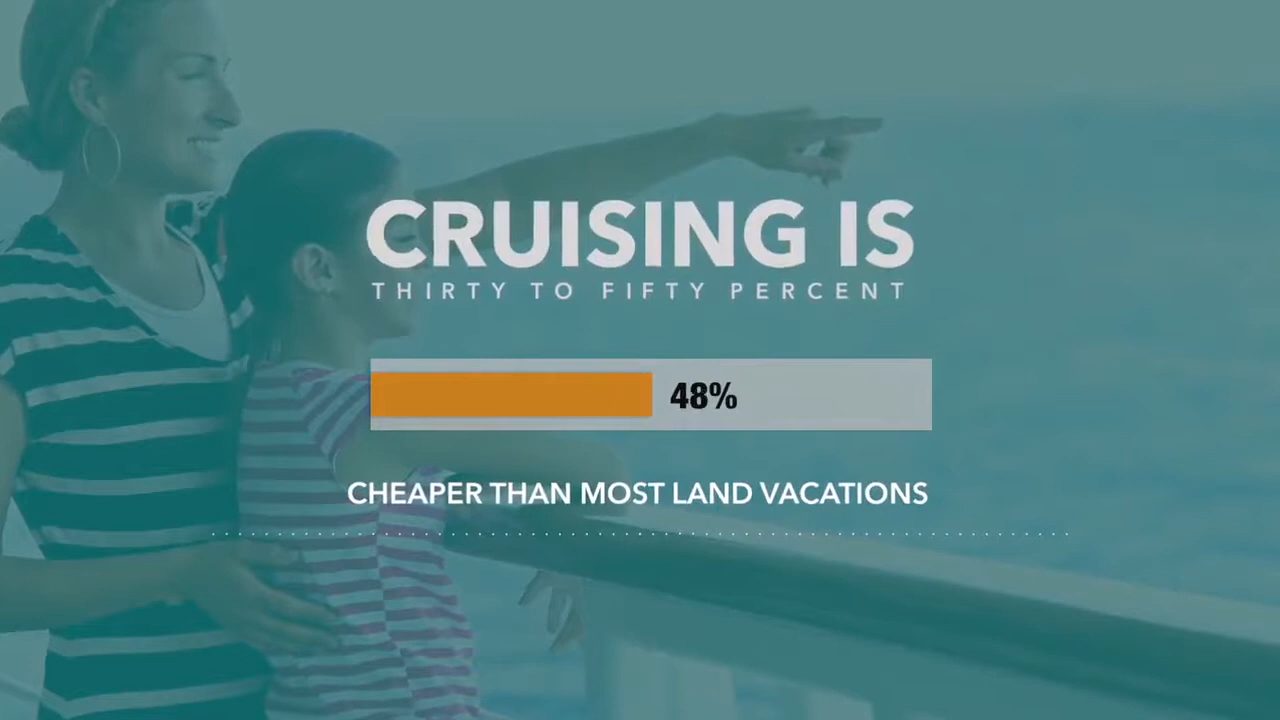 CRUISING IS
THIRTY TO FIFTY PERCENT
48%
CHEAPER THAN MOST LAND VACATIONS